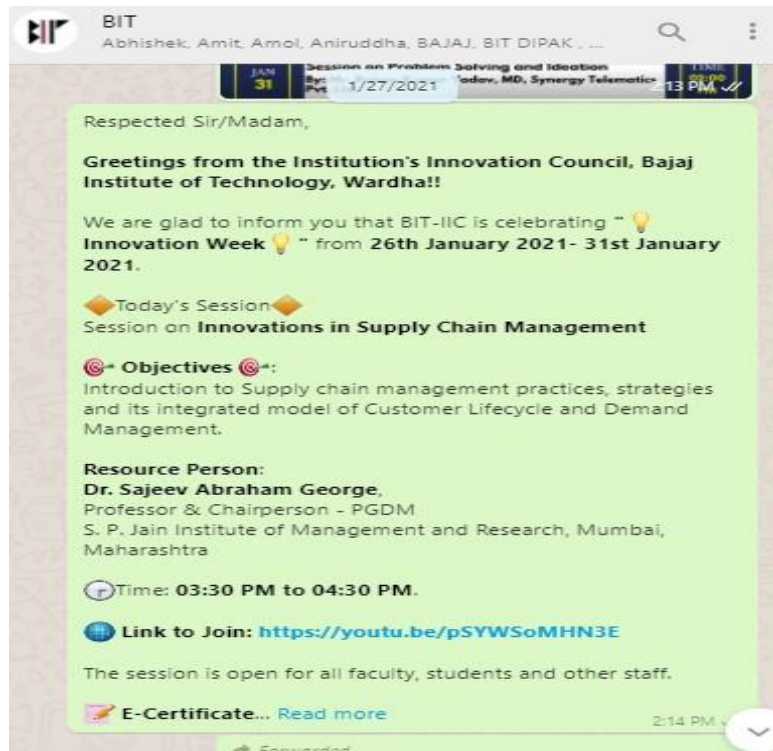 BIT
Abhishek, Amit, Amol, Aniruddha, BAJAJ, BIT DIPAK , ...
JAN
31
Session on Problem Solving and Ideation
By:
Yadav, MD, Synergy Telematics
Pvt.
TIME
1/27/2021
2:13 PM
Respected Sir/Madam,
Greetings from the Institution's Innovation Council, Bajaj
Institute of Technology, Wardha!!
We are glad to inform you that BIT-IIC is celebrating "💡
Innovation Week💡 " from 26th January 2021- 31st January
2021.
🔶Today's Session🔶
Session on Innovations in Supply Chain Management
🎯 Objectives 🎯:
Introduction to Supply chain management practices, strategies
and its integrated model of Customer Lifecycle and Demand
Management.
Resource Person:
Dr. Sajeev Abraham George,
Professor & Chairperson - PGDM
S. P. Jain Institute of Management and Research, Mumbai,
Maharashtra
🕞Time: 03:30 PM to 04:30 PM.
🌐 Link to Join: https://youtu.be/pSYWSoMHN3E
The session is open for all faculty, students and other staff.
📝 E-Certificate... Read more
2:14 PM
Forwarded